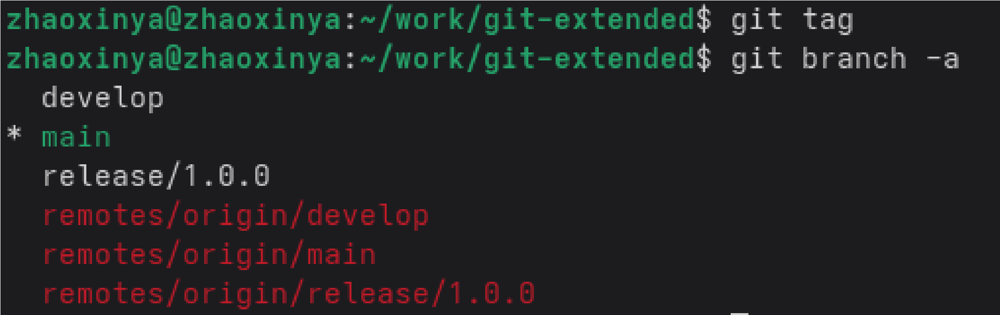 zhaoxinya@zhaoxinya:~/work/git-extended$ git tag
zhaoxinya@zhaoxinya:~/work/git-extended$ git branch -a
  develop
* main
  release/1.0.0
  remotes/origin/develop
  remotes/origin/main
  remotes/origin/release/1.0.0